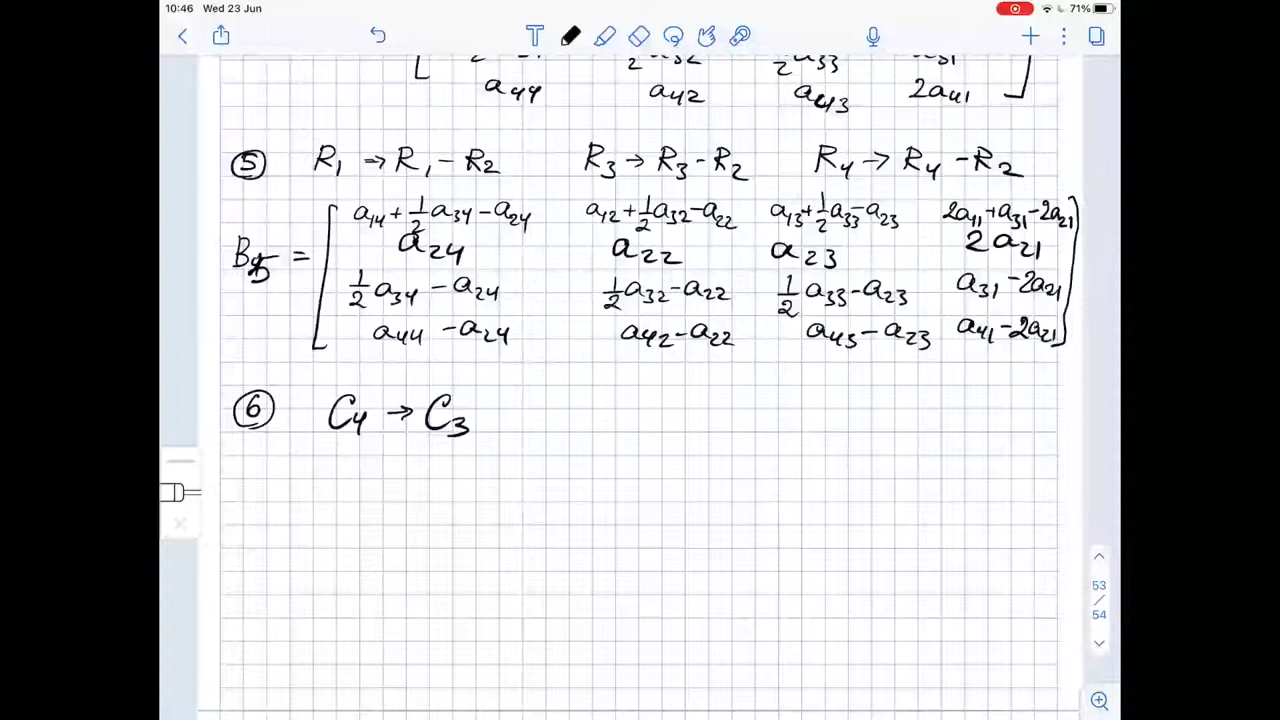 10:46 Wed 23 Jun 71%
a44 a42 a43 2a41
⑤ R1 → R1 - R2 R3 → R3 - R2 R4 → R4 - R2
a14 + 1/2 a34 - a24 a12 + 1/2 a32 - a22 a13 + 1/2 a33 - a23 2a11 + a31 - 2a21
B5 = a24 a22 a23 2a21
1/2 a34 - a24 1/2 a32 - a22 1/2 a33 - a23 a31 - 2a21
a44 - a24 a42 - a22 a43 - a23 a41 - 2a21
⑥ C4 → C3
53
/
54